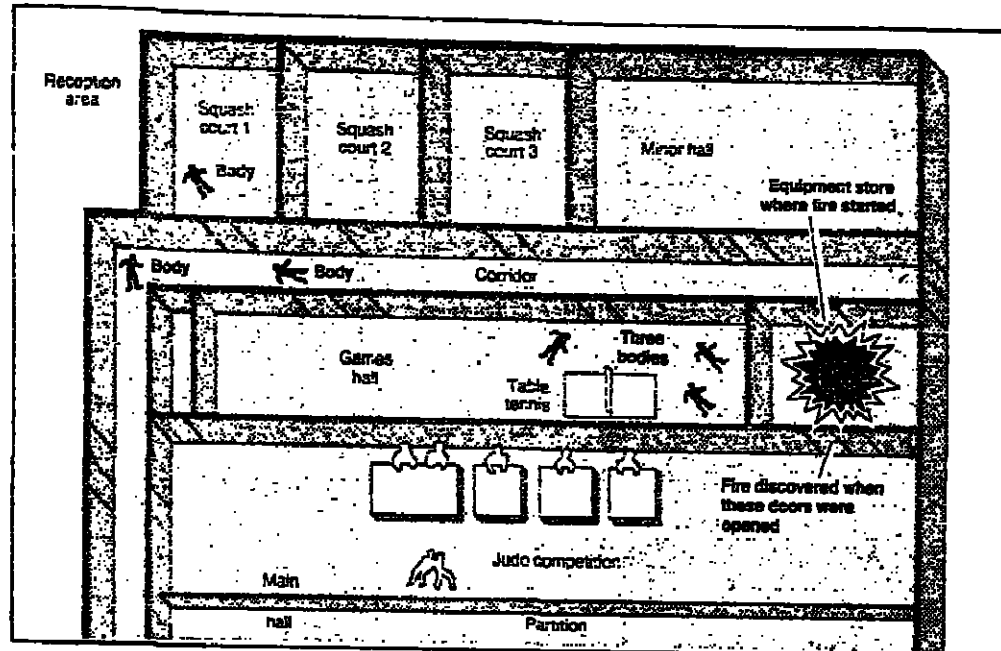 Reception
area
Squash
court 1
Body
Squash
court 2
Squash
court 3
Minor hall
Equipment store
where fire started
Body
Body
Corridor
Games
hall
Three
bodies
Table
tennis
Fire discovered when
these doors were
opened
Judo competition
Main
hall
Partition